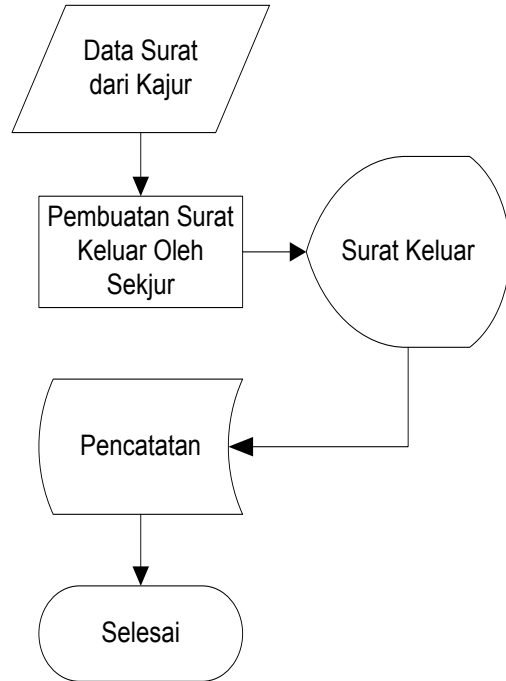 Data Surat
dari Kajur
Pembuatan Surat
Keluar Oleh
Sekjur
Surat Keluar
Pencatatan
Selesai